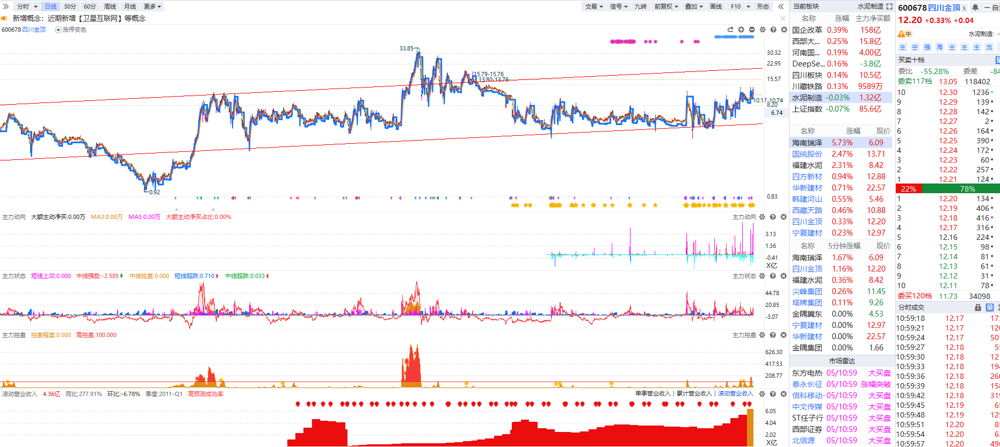 分时 日线 30分 60分 周线 月线 更多 交易 信号 九转 前复权 叠加 画线 F10 形态
新增概念：近期新增【卫星互联网】等概念
600678 四川金顶 涨停变色
33.85
15.79-15.76
13.80-13.76
10.17-10.74
0.92
30.32
22.95
15.57
8.20
6.74
0.83
主力动向 大额主动净买:0.00万 MA3:0.00万 MA5:0.00万 大额主动净买占比:0.00% 主力动向
3.13
1.36
-0.41
X亿
主力状态 短线上攻:0.000 中线强势:-2.585 中线控盘:0.000 短线超跌:0.710 中线超跌:0.033 主力状态
44.78
20.85
-3.07
主力控盘 控盘程度:0.000 高控盘:100.000 主力控盘
626.30
417.53
208.77
滚动营业收入 4.36亿 同比:277.91% 环比:-6.78% 季度:2011-Q1 高预测成功率 单季营业收入 | 累计营业收入 | 滚动营业收入
6.05
4.04
2.02
X亿
当前板块 水泥制造
名称 涨幅 主力净买额
国企改革 0.39% 158亿
西部大... 0.25% 15.8亿
河南国... 0.19% 4.00亿
DeepSe... 0.16% -3.8亿
四川板块 0.14% 10.5亿
川藏铁路 0.13% 9589万
水泥制造 -0.03% 1.32亿
上证指数 -0.07% 85.6亿
名称 涨幅 现价
海南瑞泽 5.73% 6.09
国统股份 2.47% 13.71
福建水泥 2.31% 8.42
四方新材 0.94% 12.88
华新建材 0.71% 22.57
韩建河山 0.55% 5.46
西藏天路 0.46% 10.88
四川金顶 0.33% 12.20
宁夏建材 0.23% 12.97
名称 5分钟涨幅 现价
海南瑞泽 1.67% 6.09
四川金顶 1.16% 12.20
福建水泥 0.36% 8.42
尖峰集团 0.26% 11.45
塔牌集团 0.11% 9.26
金隅冀东 0.00% 4.53
宁夏建材 0.00% 12.97
华新建材 0.00% 22.57
金隅集团 0.00% 1.66
市场雷达
东方电热 05/10:59 大买盘
泰永长征 05/10:59 涨幅突破
信科移动- 05/10:59 大买盘
中文传媒 05/10:59 大买盘
ST任子行 05/10:59 大买盘
西部证券 05/10:59 大买盘
北信源 05/10:59 大买盘
600678 四川金顶
12.20 +0.33% +0.04
中 水泥制造:
主 空 强 海 主 主 主 流
买卖十档
委比 -55.28% 委差 -84
委卖117档 13.05 118402
10 12.30 1236
9 12.29 139
8 12.28 142
7 12.27 2
6 12.26 164
5 12.25 390
4 12.24 172
3 12.23 60
2 12.22 257
1 12.21 124
22% 78%
1 12.20 134
2 12.19 406
3 12.18 416
4 12.17 316
5 12.16 224
6 12.15 98
7 12.14 81
8 12.13 61
9 12.12 31
10 12.11 78
委买120档 11.73 34098
分时成交
10:59:18 12.17
10:59:21 12.17
10:59:24 12.17
10:59:27 12.18
10:59:30 12.18
10:59:33 12.18
10:59:36 12.18
10:59:39 12.18
10:59:42 12.18
10:59:45 12.19
10:59:48 12.19
10:59:51 12.20
10:59:54 12.20
10:59:57 12.20